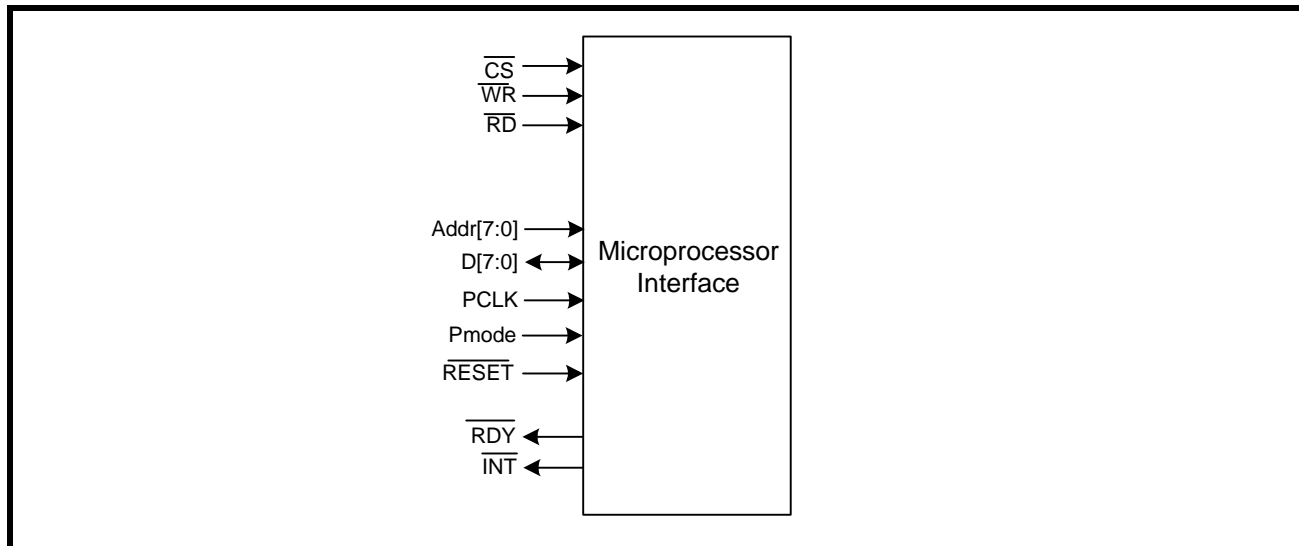 CS
WR
RD
Addr[7:0]
D[7:0]
PCLK
Pmode
RESET
RDY
INT
Microprocessor
Interface